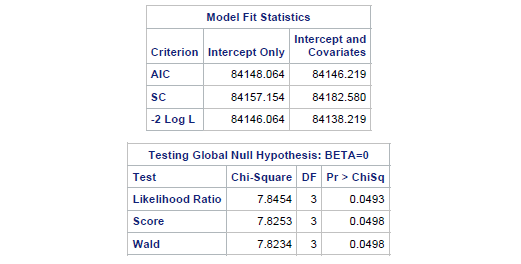 Model Fit Statistics
Criterion Intercept Only Intercept and Covariates
AIC 84148.064 84146.219
SC 84157.154 84182.580
-2 Log L 84146.064 84138.219
Testing Global Null Hypothesis: BETA=0
Test Chi-Square DF Pr > ChiSq
Likelihood Ratio 7.8454 3 0.0493
Score 7.8253 3 0.0498
Wald 7.8234 3 0.0498